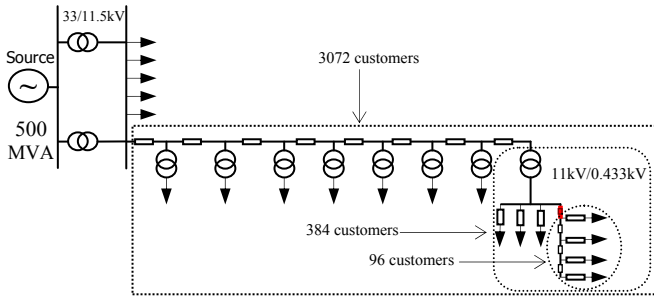 33/11.5kV
Source
~
500
MVA
3072 customers
11kV/0.433kV
384 customers
96 customers